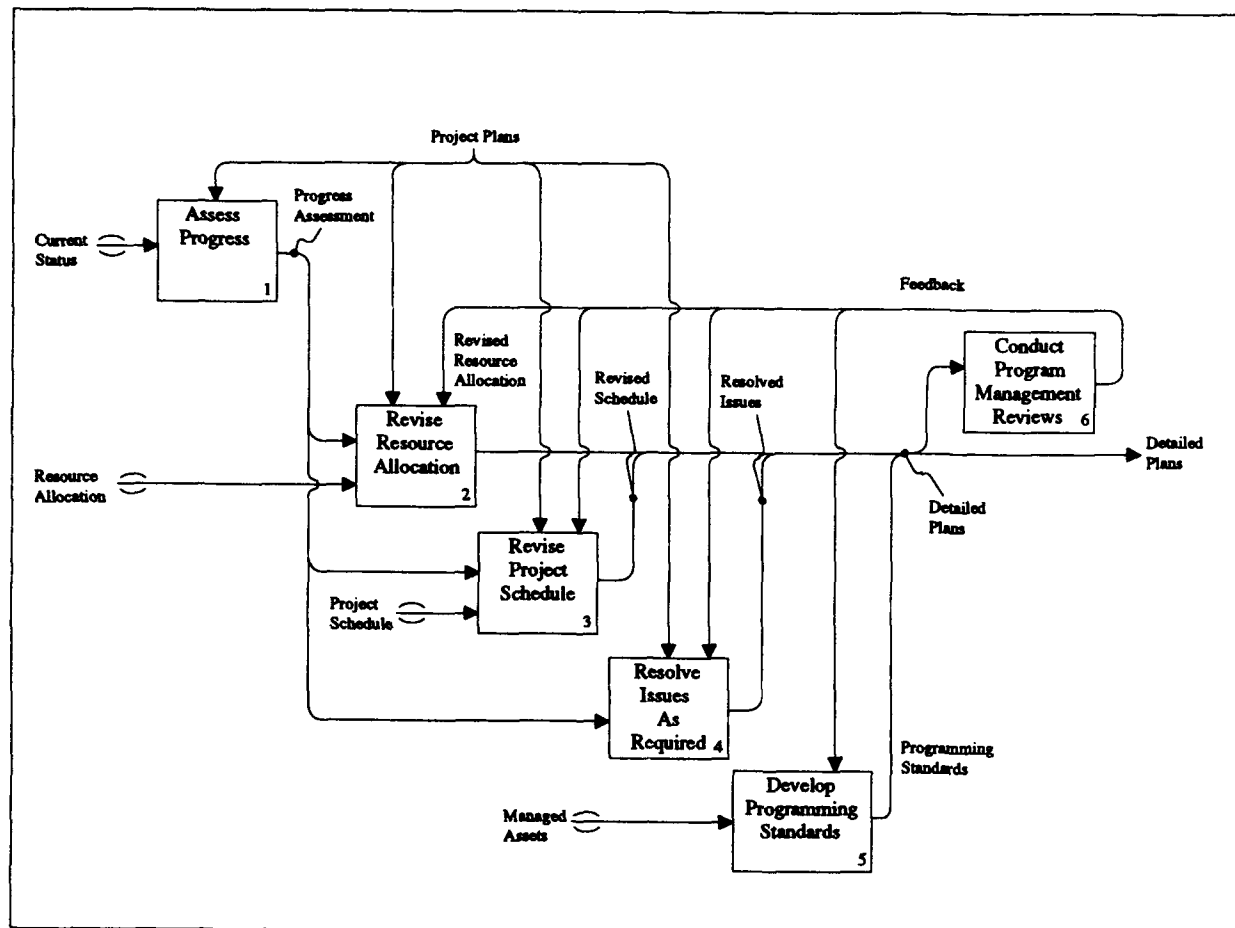 Project Plans
Assess
Progress
1
Progress
Assessment
Current
Status
Feedback
Revised
Resource
Allocation
Revised
Schedule
Resolved
Issues
Conduct
Program
Management
Reviews
6
Revise
Resource
Allocation
2
Resource
Allocation
Detailed
Plans
Detailed
Plans
Revise
Project
Schedule
3
Project
Schedule
Resolve
Issues
As
Required
4
Programming
Standards
Develop
Programming
Standards
5
Managed
Assets